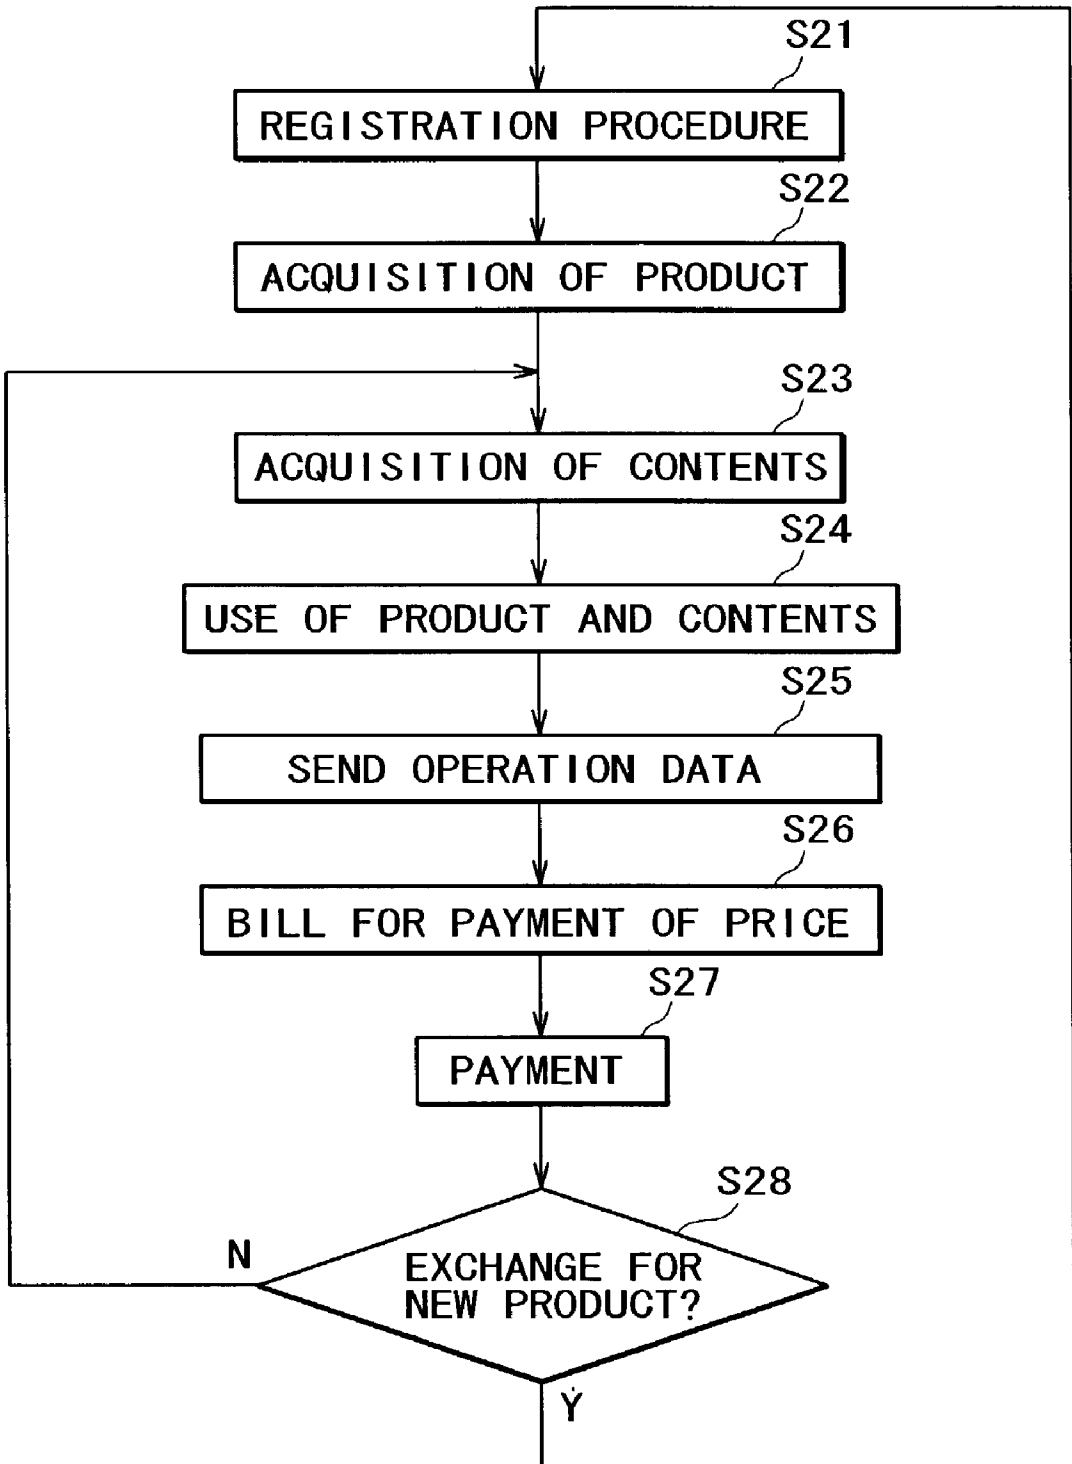 S21
REGISTRATION PROCEDURE
S22
ACQUISITION OF PRODUCT
S23
ACQUISITION OF CONTENTS
S24
USE OF PRODUCT AND CONTENTS
S25
SEND OPERATION DATA
S26
BILL FOR PAYMENT OF PRICE
S27
PAYMENT
S28
N
EXCHANGE FOR
NEW PRODUCT?
Y